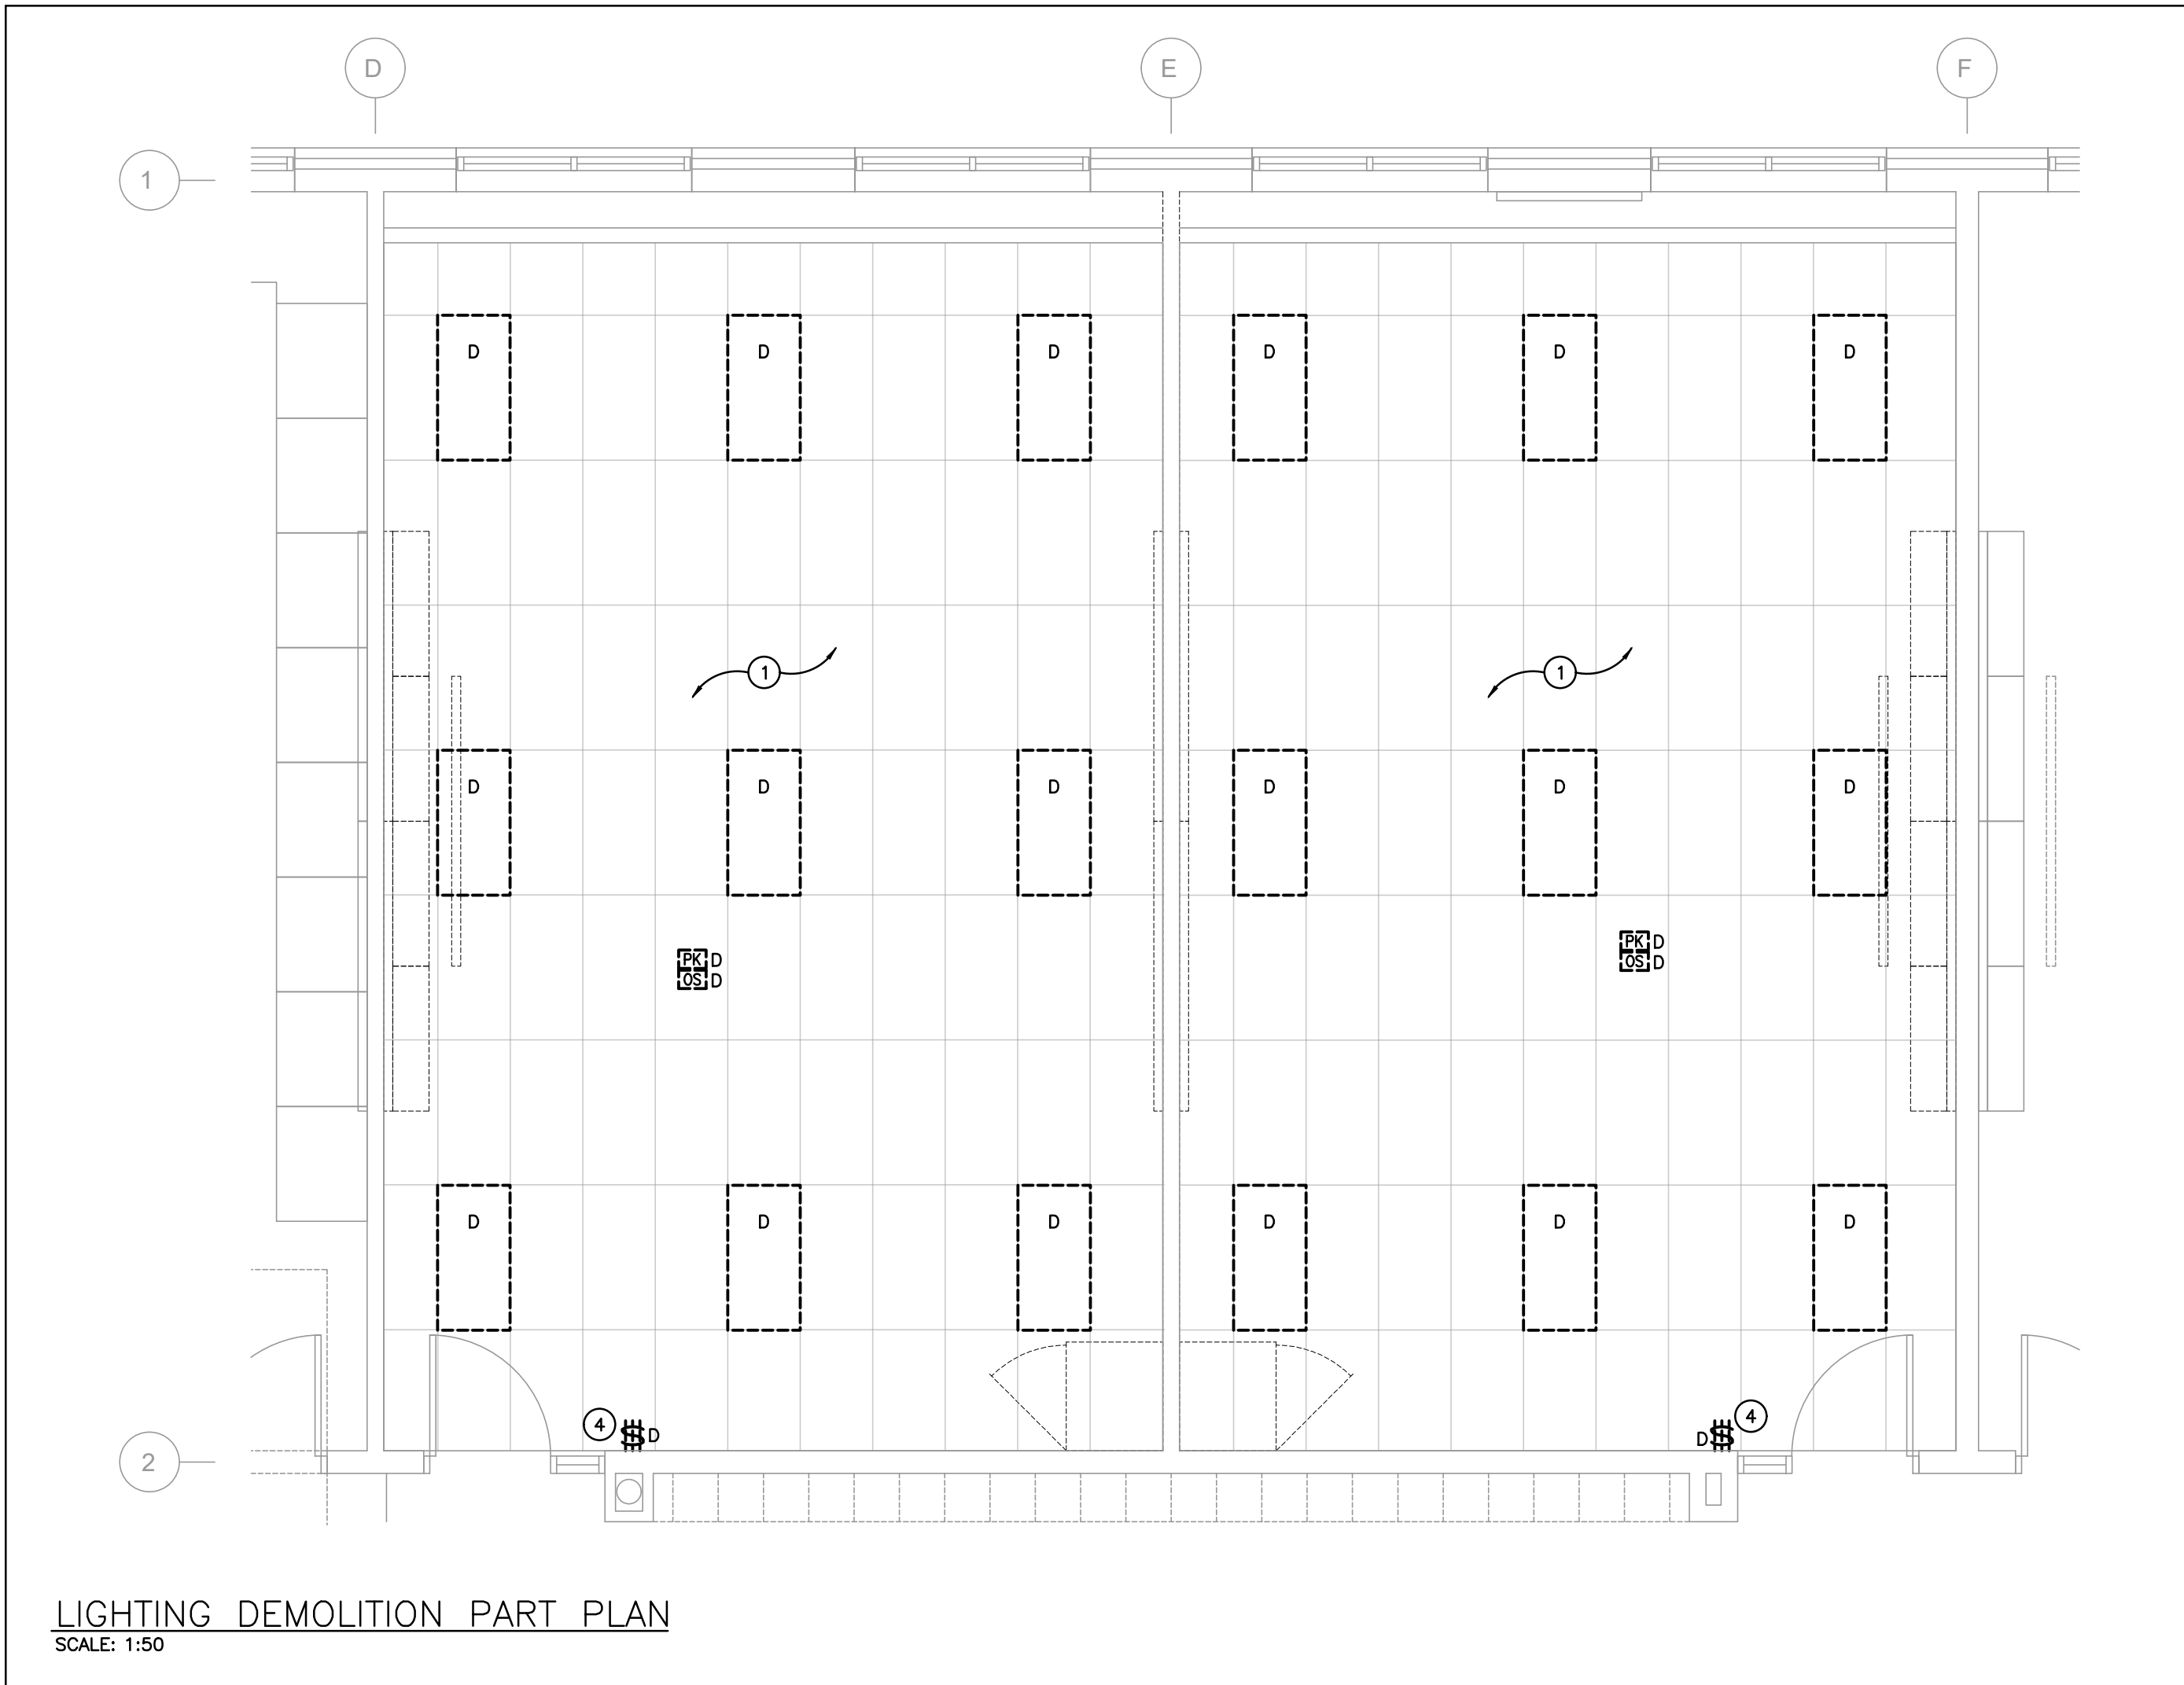 D E F
1
D D D D D D
1 1
D D D D D D
PK D
OS D
PK D
OS D
D D D D D D
4 $ D
D $ 4
2
LIGHTING DEMOLITION PART PLAN
SCALE: 1:50